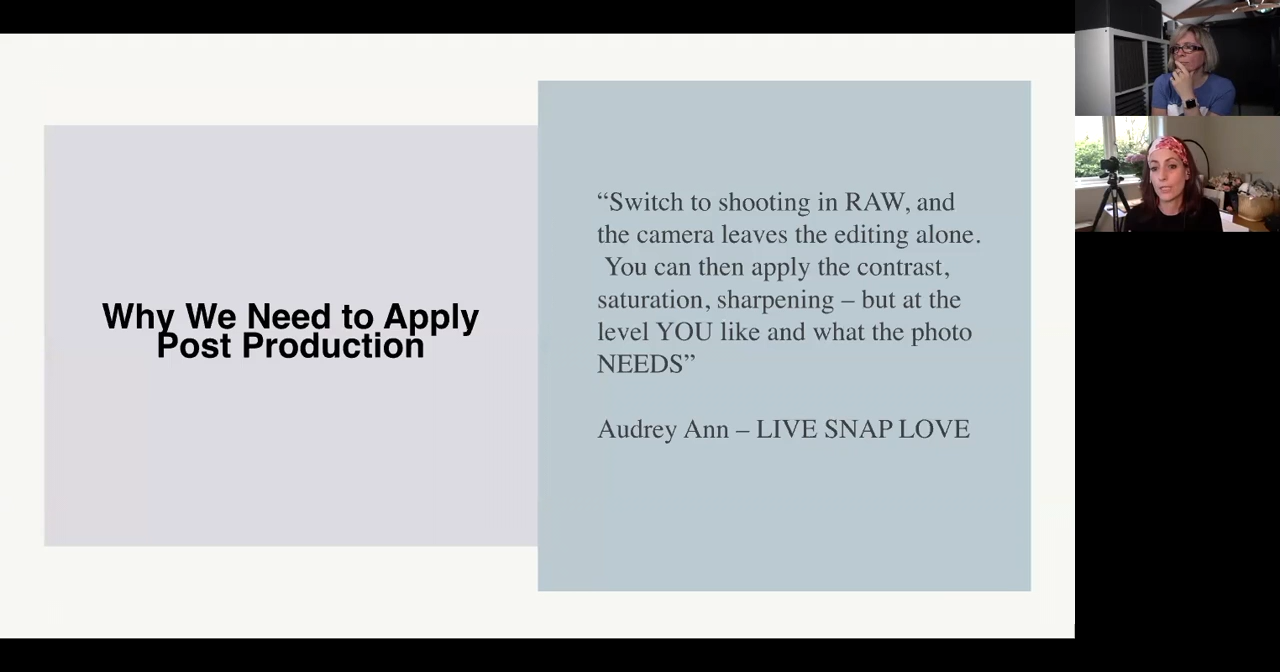 Why We Need to Apply
Post Production
“Switch to shooting in RAW, and
the camera leaves the editing alone.
You can then apply the contrast,
saturation, sharpening – but at the
level YOU like and what the photo
NEEDS”
Audrey Ann – LIVE SNAP LOVE